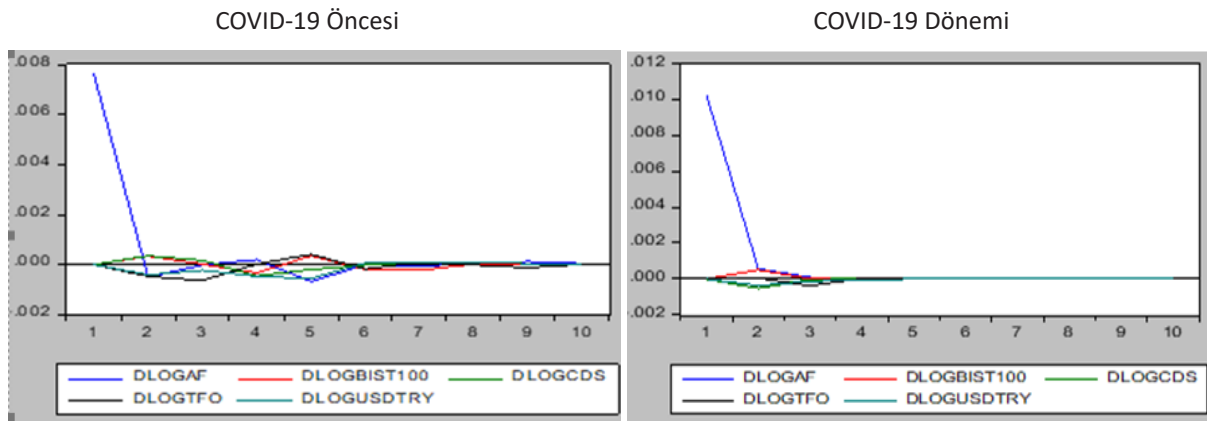 COVID-19 Öncesi
.008
.006
.004
.002
.000
-.002
1 2 3 4 5 6 7 8 9 10
DLOGAF DLOGBIST100 DLOGCDS
DLOGTFO DLOGUSDTRY
COVID-19 Dönemi
.012
.010
.008
.006
.004
.002
.000
-.002
1 2 3 4 5 6 7 8 9 10
DLOGAF DLOGBIST100 DLOGCDS
DLOGTFO DLOGUSDTRY